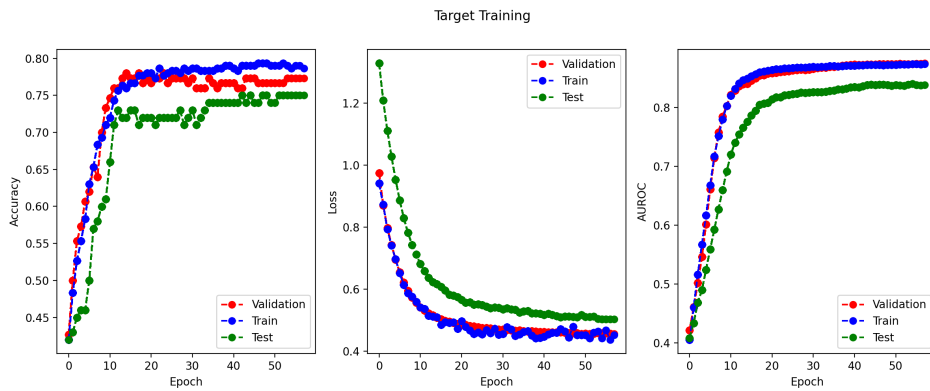 Target Training
Accuracy
0.80
0.75
0.70
0.65
0.60
0.55
0.50
0.45
0
10
20
30
40
50
Epoch
Validation
Train
Test
Loss
1.2
1.0
0.8
0.6
0.4
0
10
20
30
40
50
Epoch
Validation
Train
Test
AUROC
0.8
0.7
0.6
0.5
0.4
0
10
20
30
40
50
Epoch
Validation
Train
Test